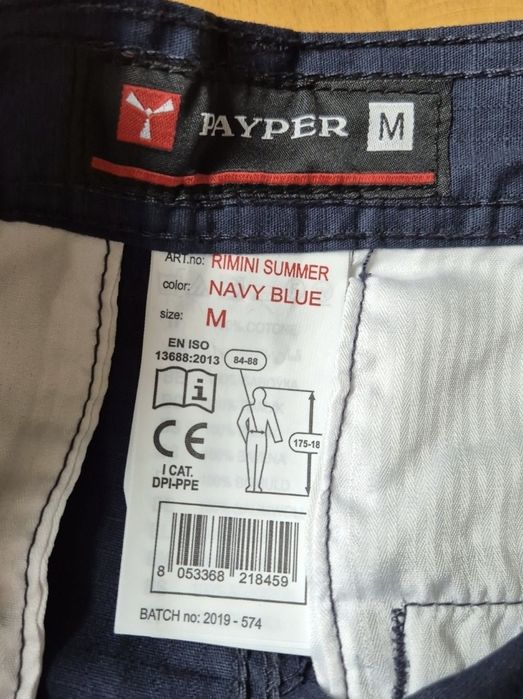 PAYPER M
ART.no: RIMINI SUMMER
color: NAVY BLUE
size: M
EN ISO
13688:2013
84-88
i
175-18
CE
I CAT.
DPI-PPE
8 053368 218459
BATCH no: 2019 - 574